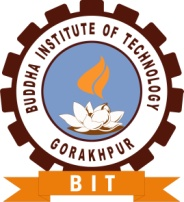 BUDDHA INSTITUTE OF TECHNOLOGY
GORAKHPUR
BIT